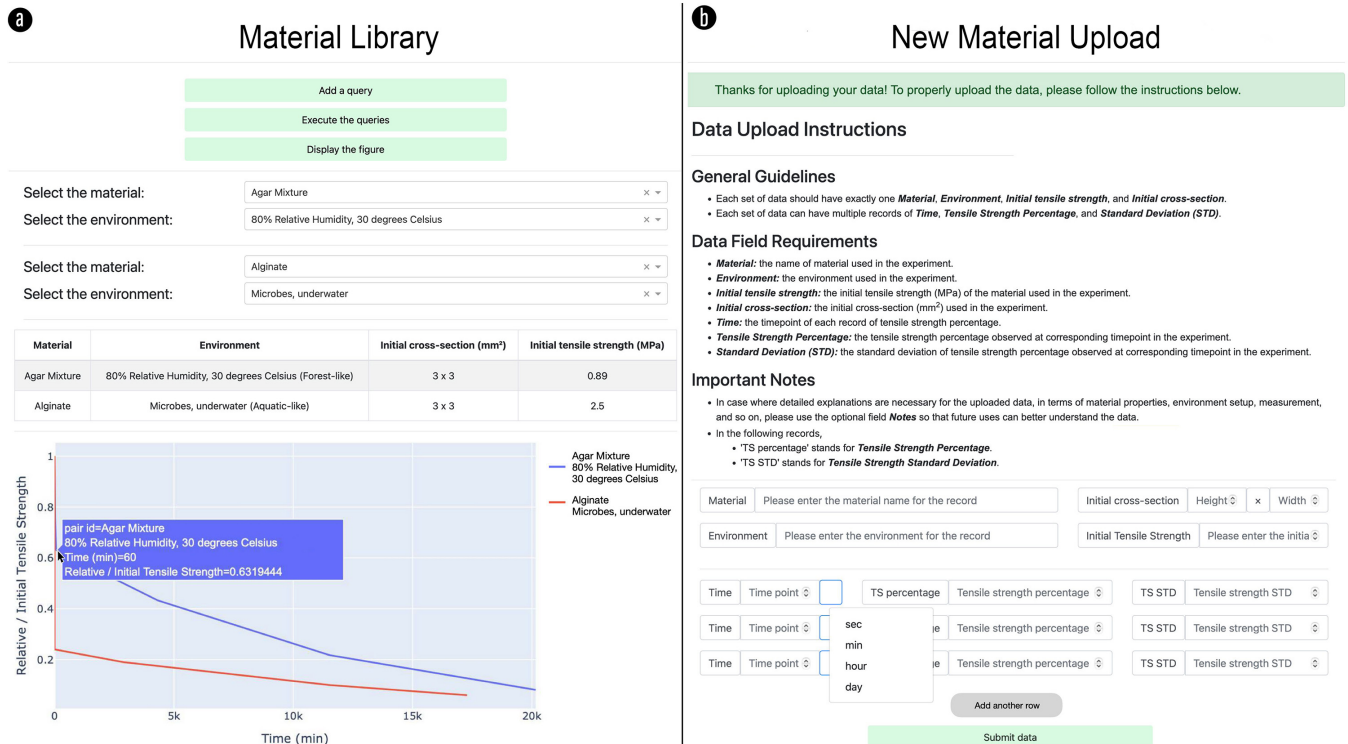 a
Material Library
Add a query
Execute the queries
Display the figure
Select the material: Agar Mixture
Select the environment: 80% Relative Humidity, 30 degrees Celsius
Select the material: Alginate
Select the environment: Microbes, underwater
Material Environment Initial cross-section (mm²) Initial tensile strength (MPa)
Agar Mixture 80% Relative Humidity, 30 degrees Celsius (Forest-like) 3 x 3 0.89
Alginate Microbes, underwater (Aquatic-like) 3 x 3 2.5
Relative / Initial Tensile Strength
1
0.8
0.6
0.4
0.2
pair id=Agar Mixture
80% Relative Humidity, 30 degrees Celsius
Time (min)=60
Relative / Initial Tensile Strength=0.6319444
Agar Mixture
80% Relative Humidity,
30 degrees Celsius
Alginate
Microbes, underwater
0 5k 10k 15k 20k
Time (min)
b
New Material Upload
Thanks for uploading your data! To properly upload the data, please follow the instructions below.
Data Upload Instructions
General Guidelines
• Each set of data should have exactly one Material, Environment, Initial tensile strength, and Initial cross-section.
• Each set of data can have multiple records of Time, Tensile Strength Percentage, and Standard Deviation (STD).
Data Field Requirements
• Material: the name of material used in the experiment.
• Environment: the environment used in the experiment.
• Initial tensile strength: the initial tensile strength (MPa) of the material used in the experiment.
• Initial cross-section: the initial cross-section (mm²) used in the experiment.
• Time: the timepoint of each record of tensile strength percentage.
• Tensile Strength Percentage: the tensile strength percentage observed at corresponding timepoint in the experiment.
• Standard Deviation (STD): the standard deviation of tensile strength percentage observed at corresponding timepoint in the experiment.
Important Notes
• In case where detailed explanations are necessary for the uploaded data, in terms of material properties, environment setup, measurement,
and so on, please use the optional field Notes so that future uses can better understand the data.
• In the following records,
• 'TS percentage' stands for Tensile Strength Percentage.
• 'TS STD' stands for Tensile Strength Standard Deviation.
Material Please enter the material name for the record Initial cross-section Height × Width
Environment Please enter the environment for the record Initial Tensile Strength Please enter the initia
Time Time point TS percentage Tensile strength percentage TS STD Tensile strength STD
Time Time point ge Tensile strength percentage TS STD Tensile strength STD
Time Time point ge Tensile strength percentage TS STD Tensile strength STD
sec
min
hour
day
Add another row
Submit data